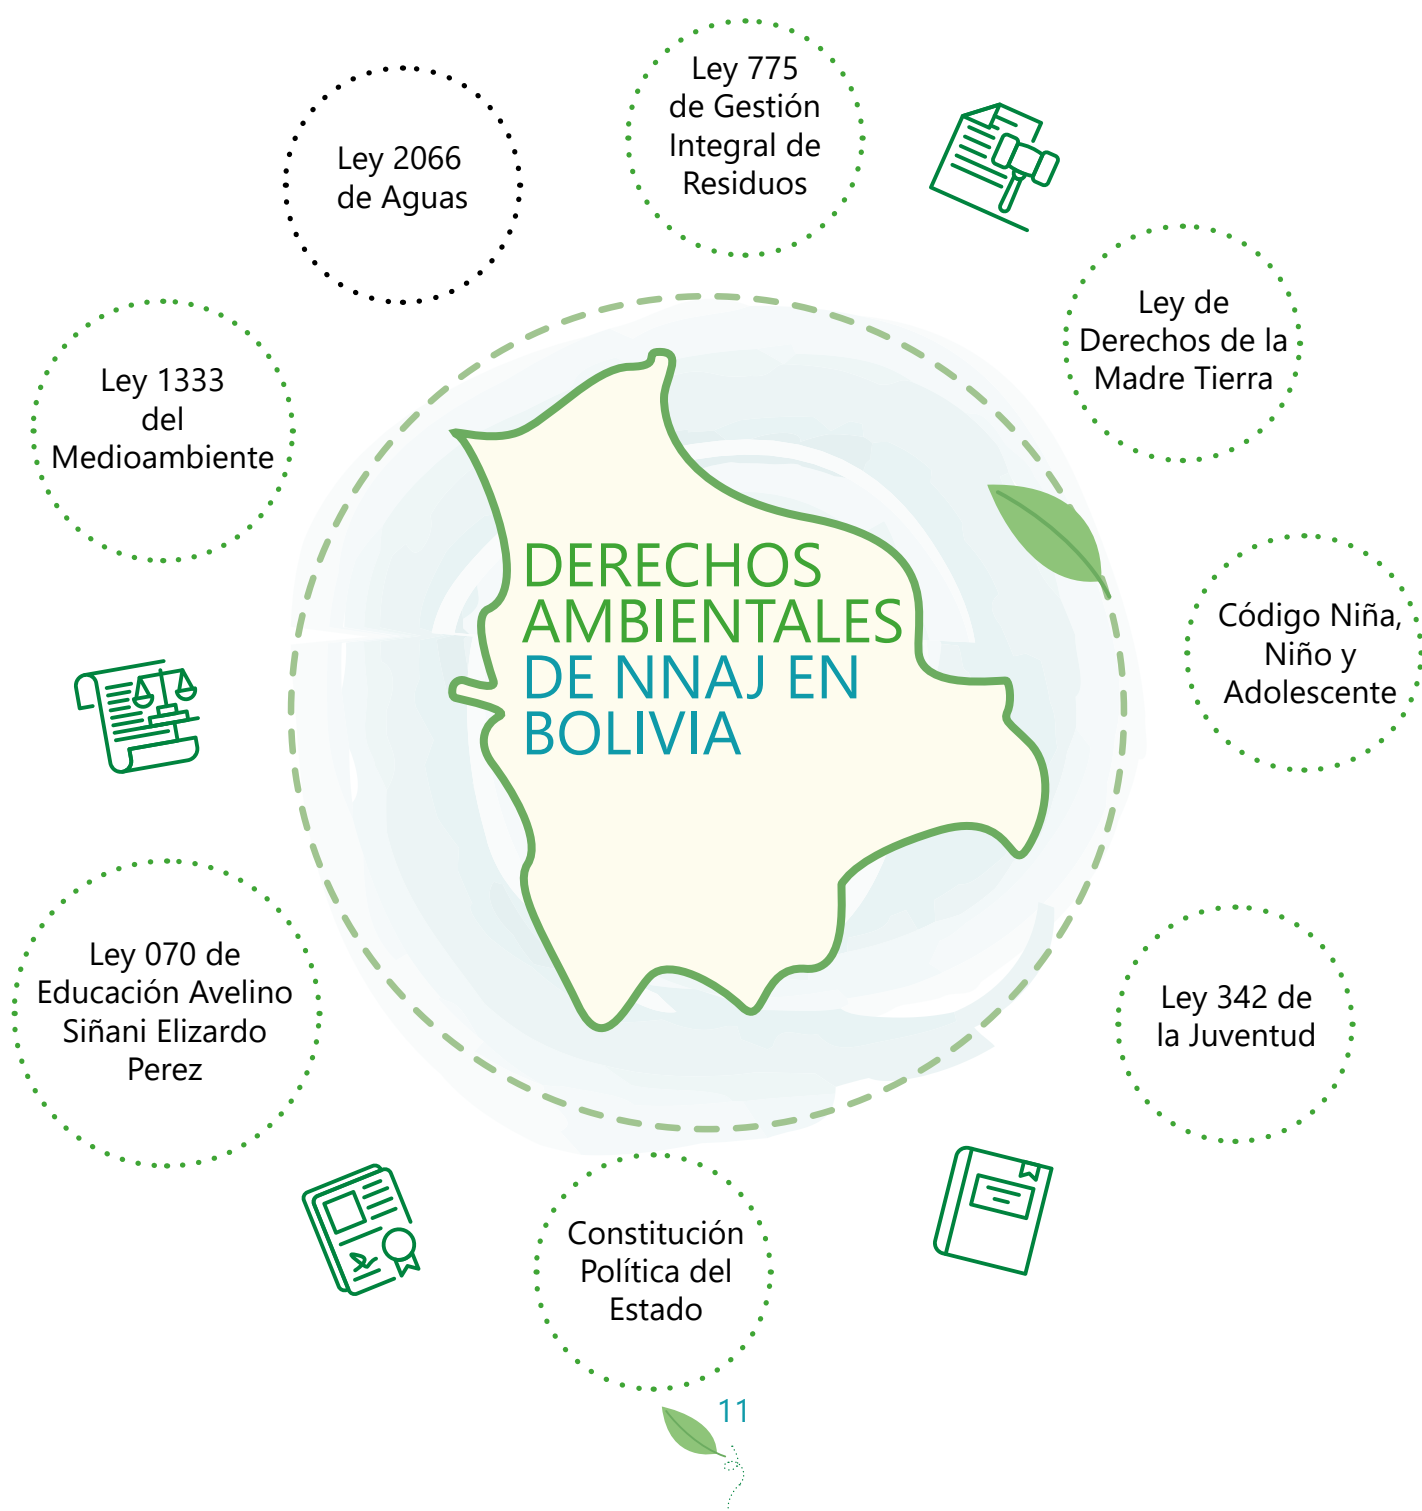 Ley 775
de Gestión
Integral de
Residuos
Ley 2066
de Aguas
Ley de
Derechos de la
Madre Tierra
Ley 1333
del
Medioambiente
DERECHOS
AMBIENTALES
DE NNAJ EN
BOLIVIA
Código Niña,
Niño y
Adolescente
Ley 070 de
Educación Avelino
Siñani Elizardo
Perez
Ley 342 de
la Juventud
Constitución
Política del
Estado
11